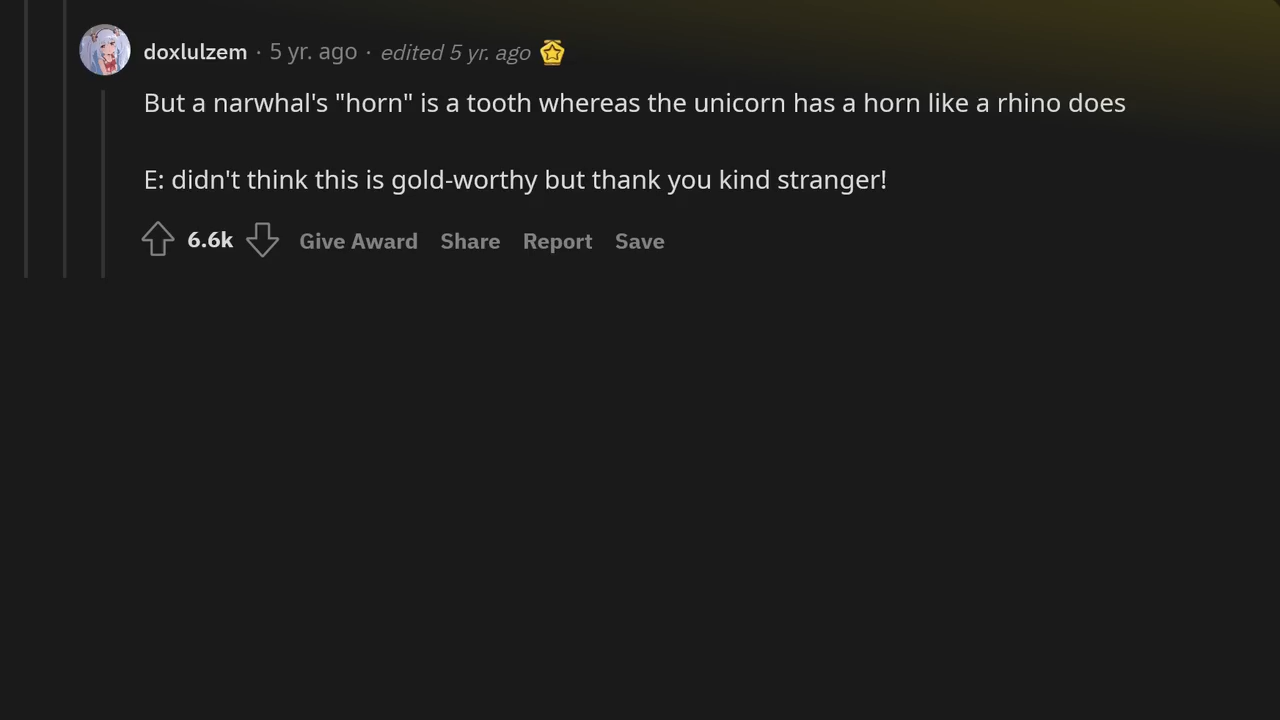 doxlulzem · 5 yr. ago · edited 5 yr. ago
But a narwhal's "horn" is a tooth whereas the unicorn has a horn like a rhino does
E: didn't think this is gold-worthy but thank you kind stranger!
6.6k Give Award Share Report Save